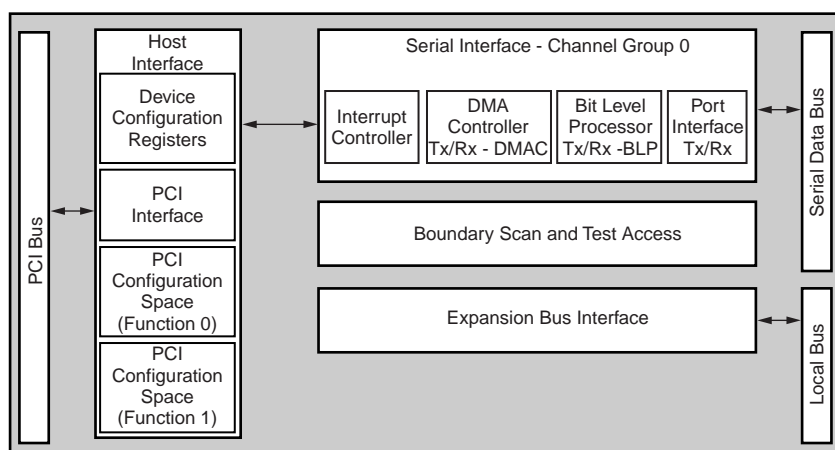 PCI Bus
Host
Interface
Device
Configuration
Registers
PCI
Interface
PCI
Configuration
Space
(Function 0)
PCI
Configuration
Space
(Function 1)
Serial Interface - Channel Group 0
Interrupt
Controller
DMA
Controller
Tx/Rx - DMAC
Bit Level
Processor
Tx/Rx -BLP
Port
Interface
Tx/Rx
Boundary Scan and Test Access
Expansion Bus Interface
Serial Data Bus
Local Bus